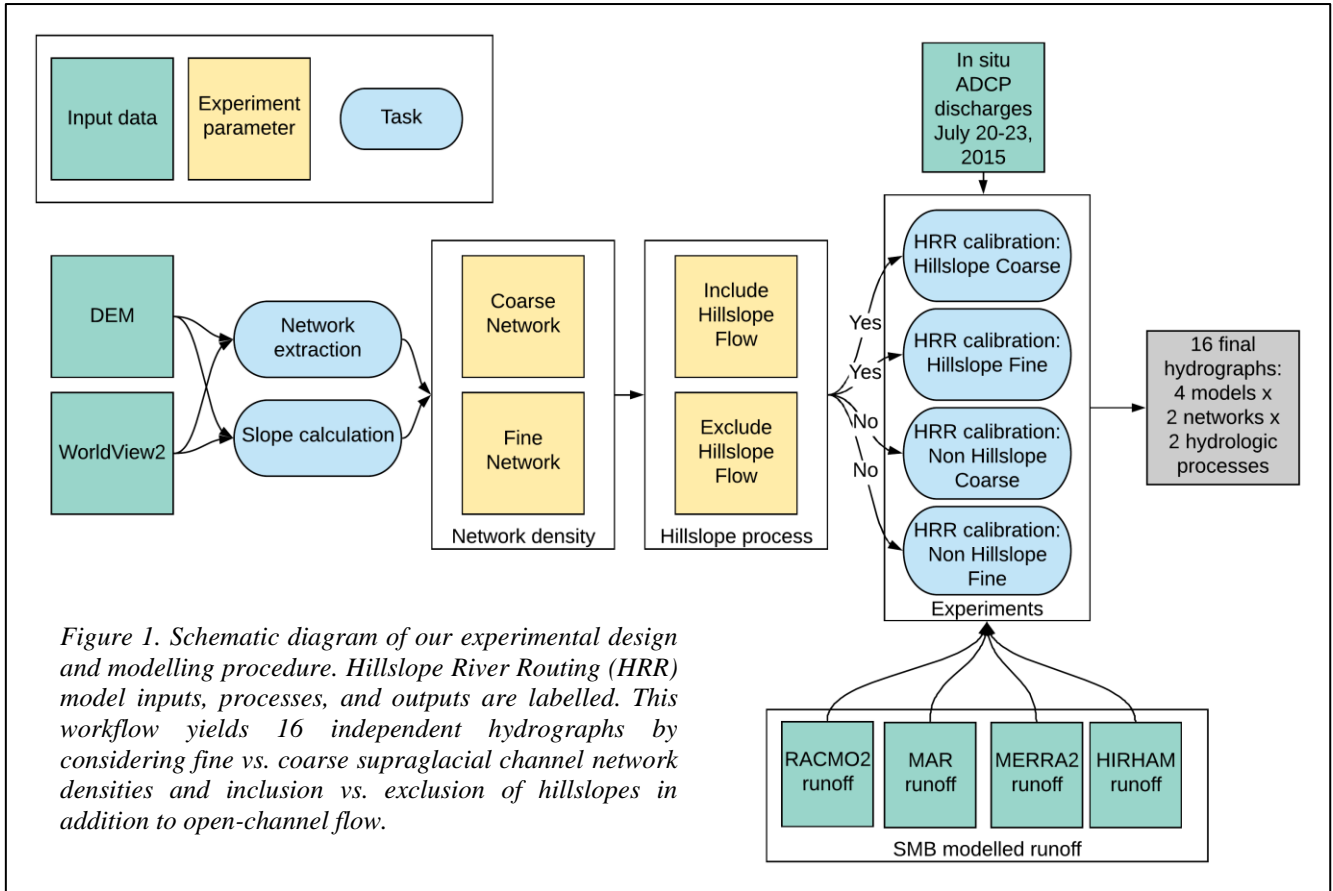 Input data
Experiment
parameter
Task
In situ
ADCP
discharges
July 20-23,
2015
DEM
WorldView2
Network
extraction
Slope calculation
Coarse
Network
Fine
Network
Network density
Include
Hillslope
Flow
Exclude
Hillslope
Flow
Hillslope process
Yes
Yes
No
No
HRR calibration:
Hillslope Coarse
HRR calibration:
Hillslope Fine
HRR calibration:
Non Hillslope
Coarse
HRR calibration:
Non Hillslope
Fine
Experiments
16 final
hydrographs:
4 models x
2 networks x
2 hydrologic
processes
Figure 1. Schematic diagram of our experimental design
and modelling procedure. Hillslope River Routing (HRR)
model inputs, processes, and outputs are labelled. This
workflow yields 16 independent hydrographs by
considering fine vs. coarse supraglacial channel network
densities and inclusion vs. exclusion of hillslopes in
addition to open-channel flow.
RACMO2
runoff
MAR
runoff
MERRA2
runoff
HIRHAM
runoff
SMB modelled runoff